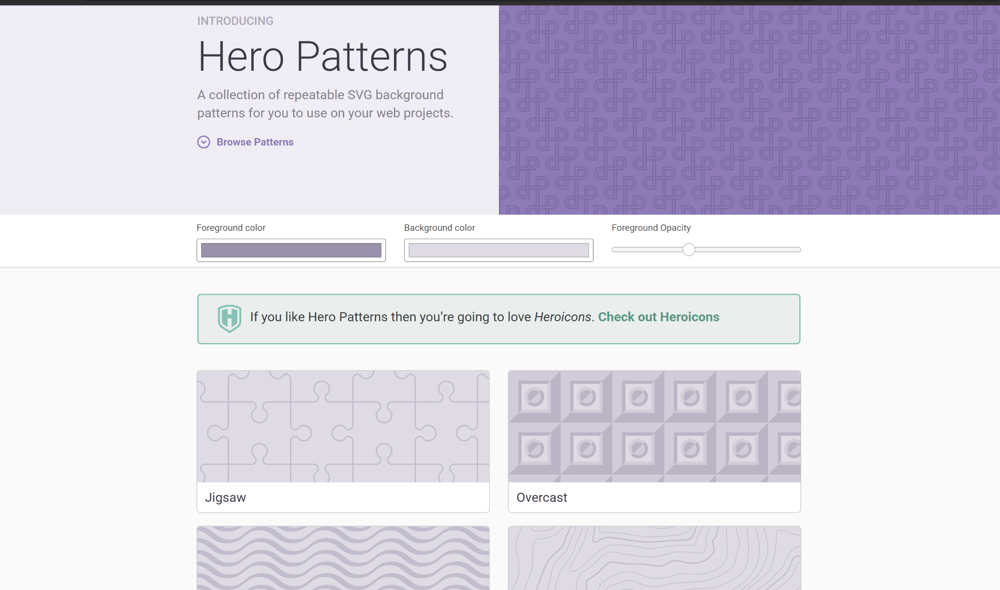 INTRODUCING
Hero Patterns
A collection of repeatable SVG background
patterns for you to use on your web projects.
Browse Patterns
Foreground color
Background color
Foreground Opacity
If you like Hero Patterns then you’re going to love Heroicons. Check out Heroicons
Jigsaw
Overcast